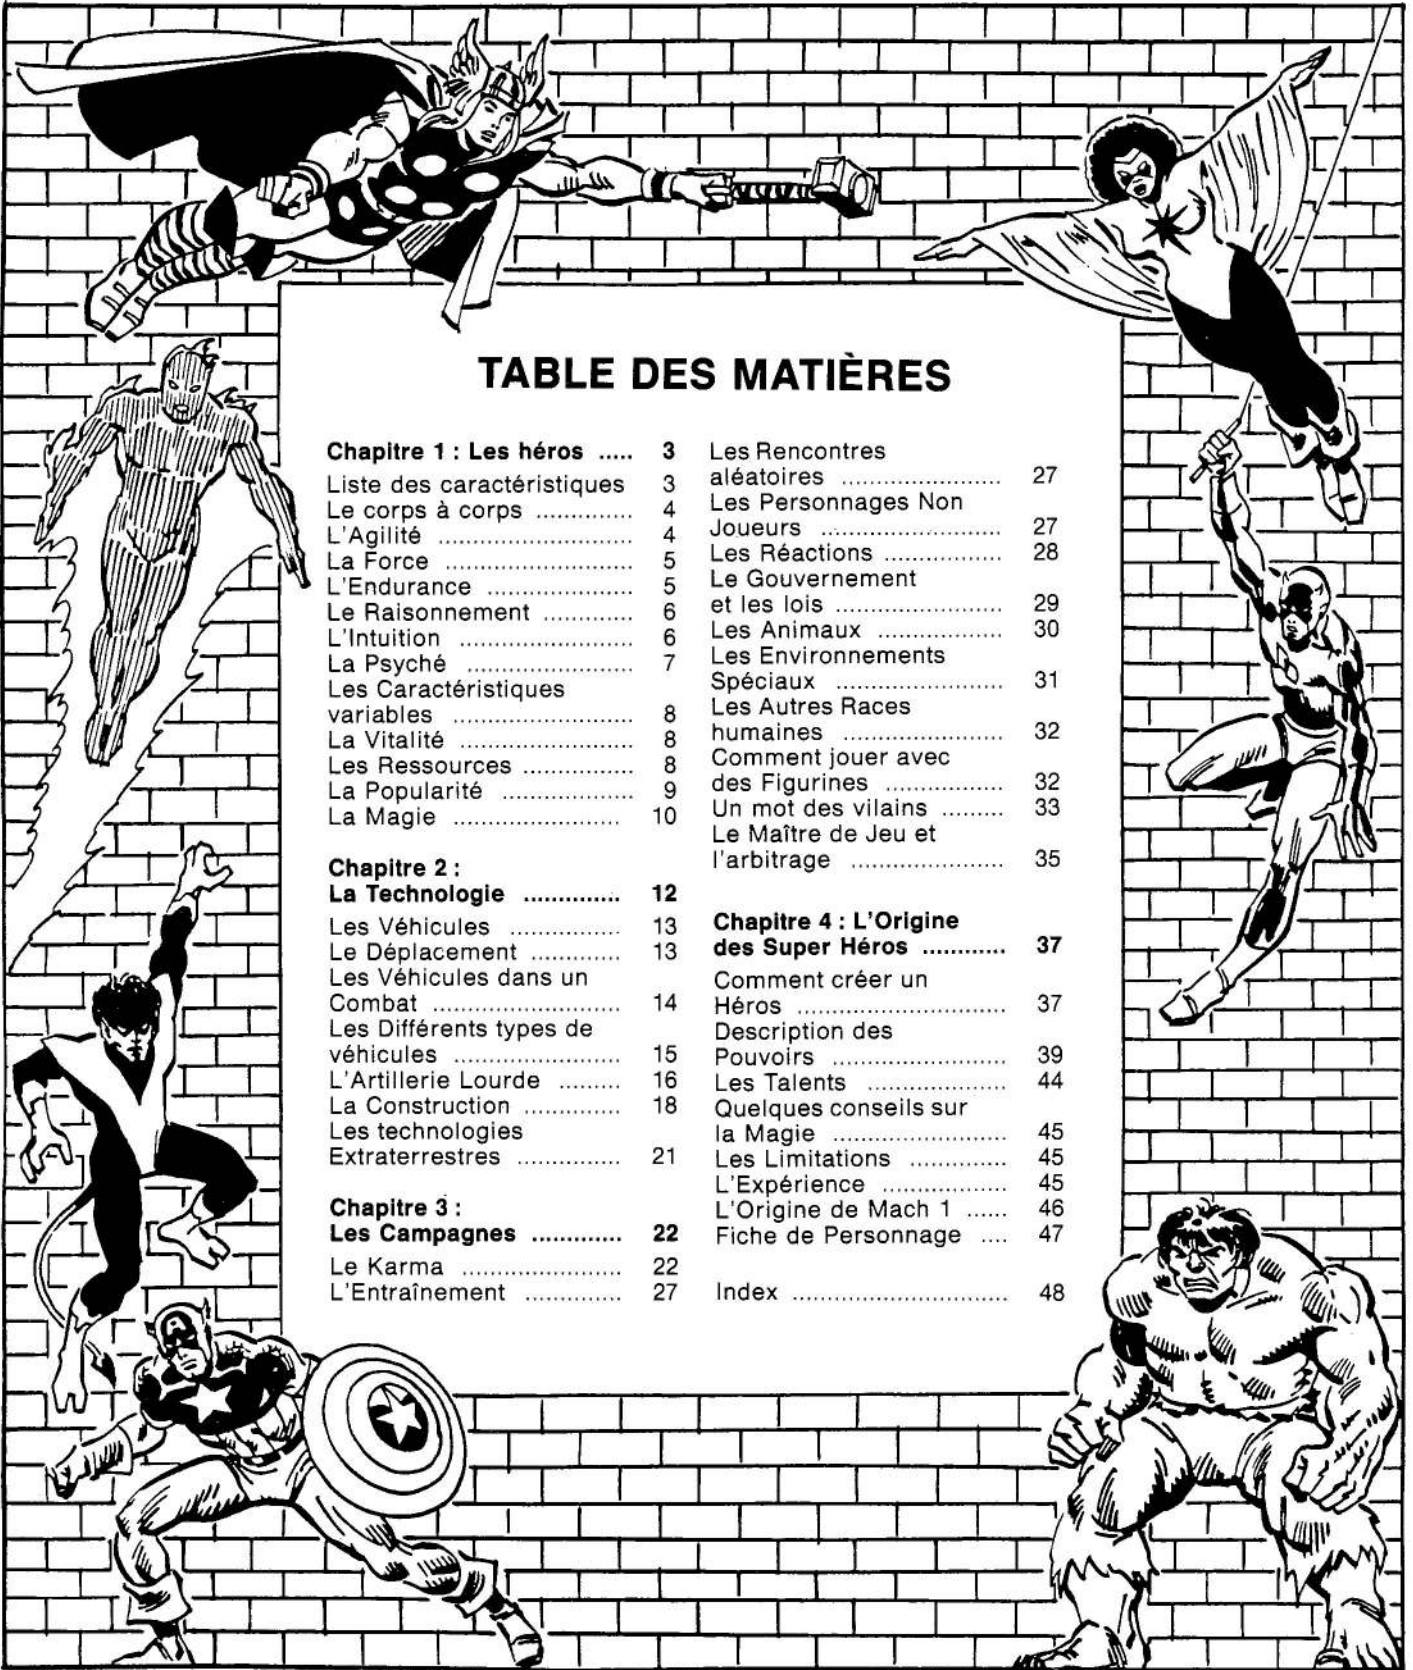 TABLE DES MATIÈRES
Chapitre 1 : Les héros ..... 3
Liste des caractéristiques 3
Le corps à corps .............. 4
L'Agilité ............................ 4
La Force ........................... 5
L'Endurance ..................... 5
Le Raisonnement ............. 6
L'Intuition ......................... 6
La Psyché ........................ 7
Les Caractéristiques
variables .......................... 8
La Vitalité ......................... 8
Les Ressources ................ 8
La Popularité ................... 9
La Magie ........................ 10
Chapitre 2 :
La Technologie .............. 12
Les Véhicules ................ 13
Le Déplacement ............. 13
Les Véhicules dans un
Combat .......................... 14
Les Différents types de
véhicules ........................ 15
L'Artillerie Lourde ......... 16
La Construction .............. 18
Les technologies
Extraterrestres ............... 21
Chapitre 3 :
Les Campagnes ............. 22
Le Karma ....................... 22
L'Entraînement .............. 27
Les Rencontres
aléatoires ....................... 27
Les Personnages Non
Joueurs .......................... 27
Les Réactions ................. 28
Le Gouvernement
et les lois ........................ 29
Les Animaux .................. 30
Les Environnements
Spéciaux ........................ 31
Les Autres Races
humaines ....................... 32
Comment jouer avec
des Figurines ................. 32
Un mot des vilains ......... 33
Le Maître de Jeu et
l'arbitrage ...................... 35
Chapitre 4 : L'Origine
des Super Héros ............ 37
Comment créer un
Héros .............................. 37
Description des
Pouvoirs ......................... 39
Les Talents .................... 44
Quelques conseils sur
la Magie ......................... 45
Les Limitations .............. 45
L'Expérience .................. 45
L'Origine de Mach 1 ...... 46
Fiche de Personnage .... 47
Index ............................... 48